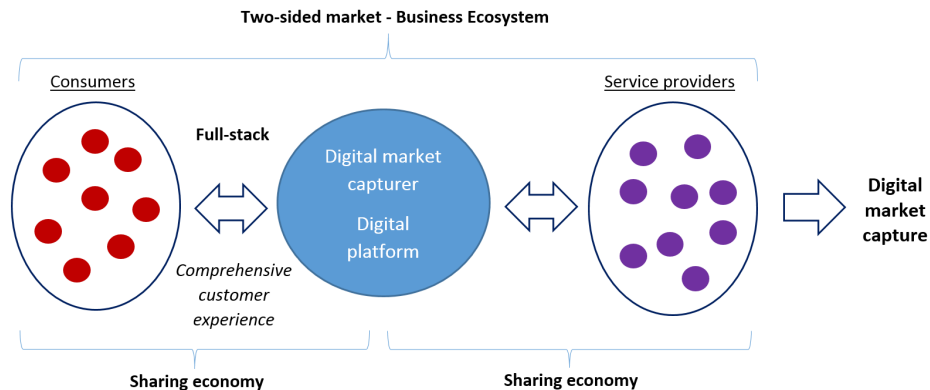 Two-sided market - Business Ecosystem
Consumers
Service providers
Full-stack
Digital market
capturer
Digital
platform
Digital
market
capture
Comprehensive
customer
experience
Sharing economy
Sharing economy